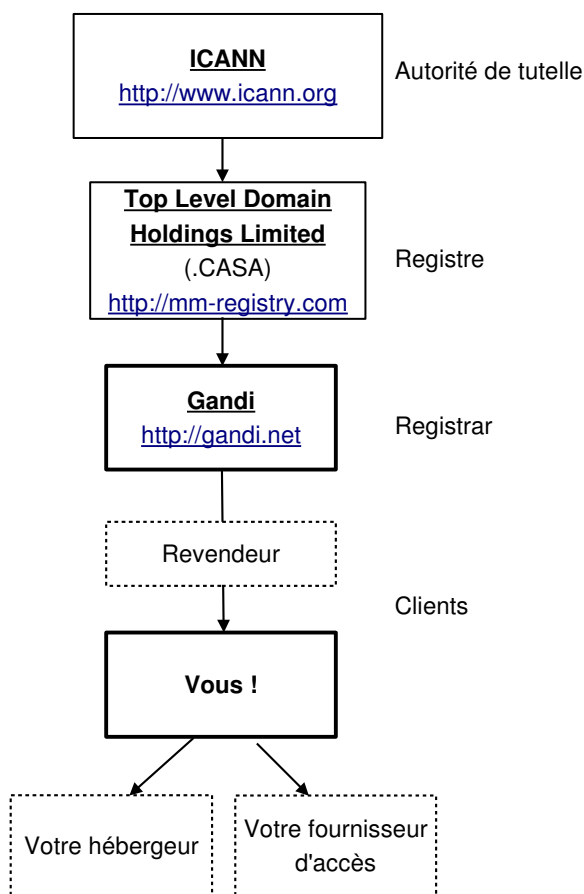 ICANN
http://www.icann.org
Autorité de tutelle
Top Level Domain
Holdings Limited
(.CASA)
http://mm-registry.com
Registre
Gandi
http://gandi.net
Registrar
Revendeur
Clients
Vous !
Votre hébergeur
Votre fournisseur
d'accès